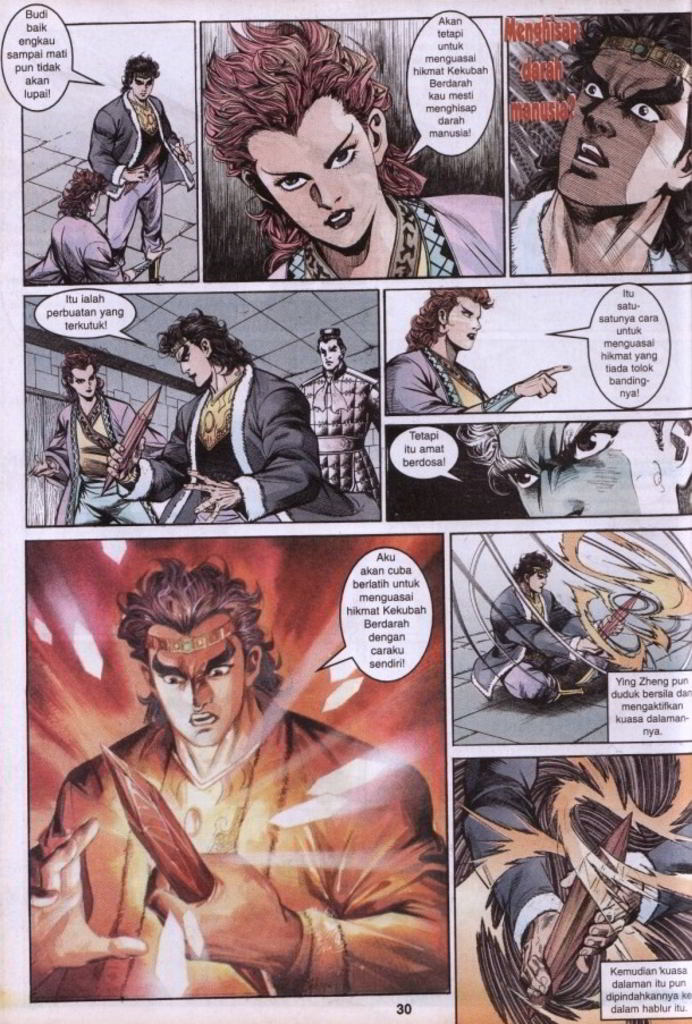 Budi
baik
engkau
sampai mati
pun tidak
akan
lupai!
Akan
tetapi
untuk
menguasai
hikmat Kekubah
Berdarah
kau mesti
menghisap
darah
manusia!
Menghisap
darah
manusia?
Itu ialah
perbuatan yang
terkutuk!
Itu
satu-
satunya cara
untuk
menguasai
hikmat yang
tiada tolok
banding-
nya!
Tetapi
itu amat
berdosa!
Aku
akan cuba
berlatih untuk
menguasai
hikmat Kekubah
Berdarah
dengan
caraku
sendiri!
Ying Zheng pun
duduk bersila dan
mengaktifkan
kuasa dalaman-
nya.
Kemudian kuasa
dalaman itu pun
dipindahkannya ke
dalam hablur itu.
30